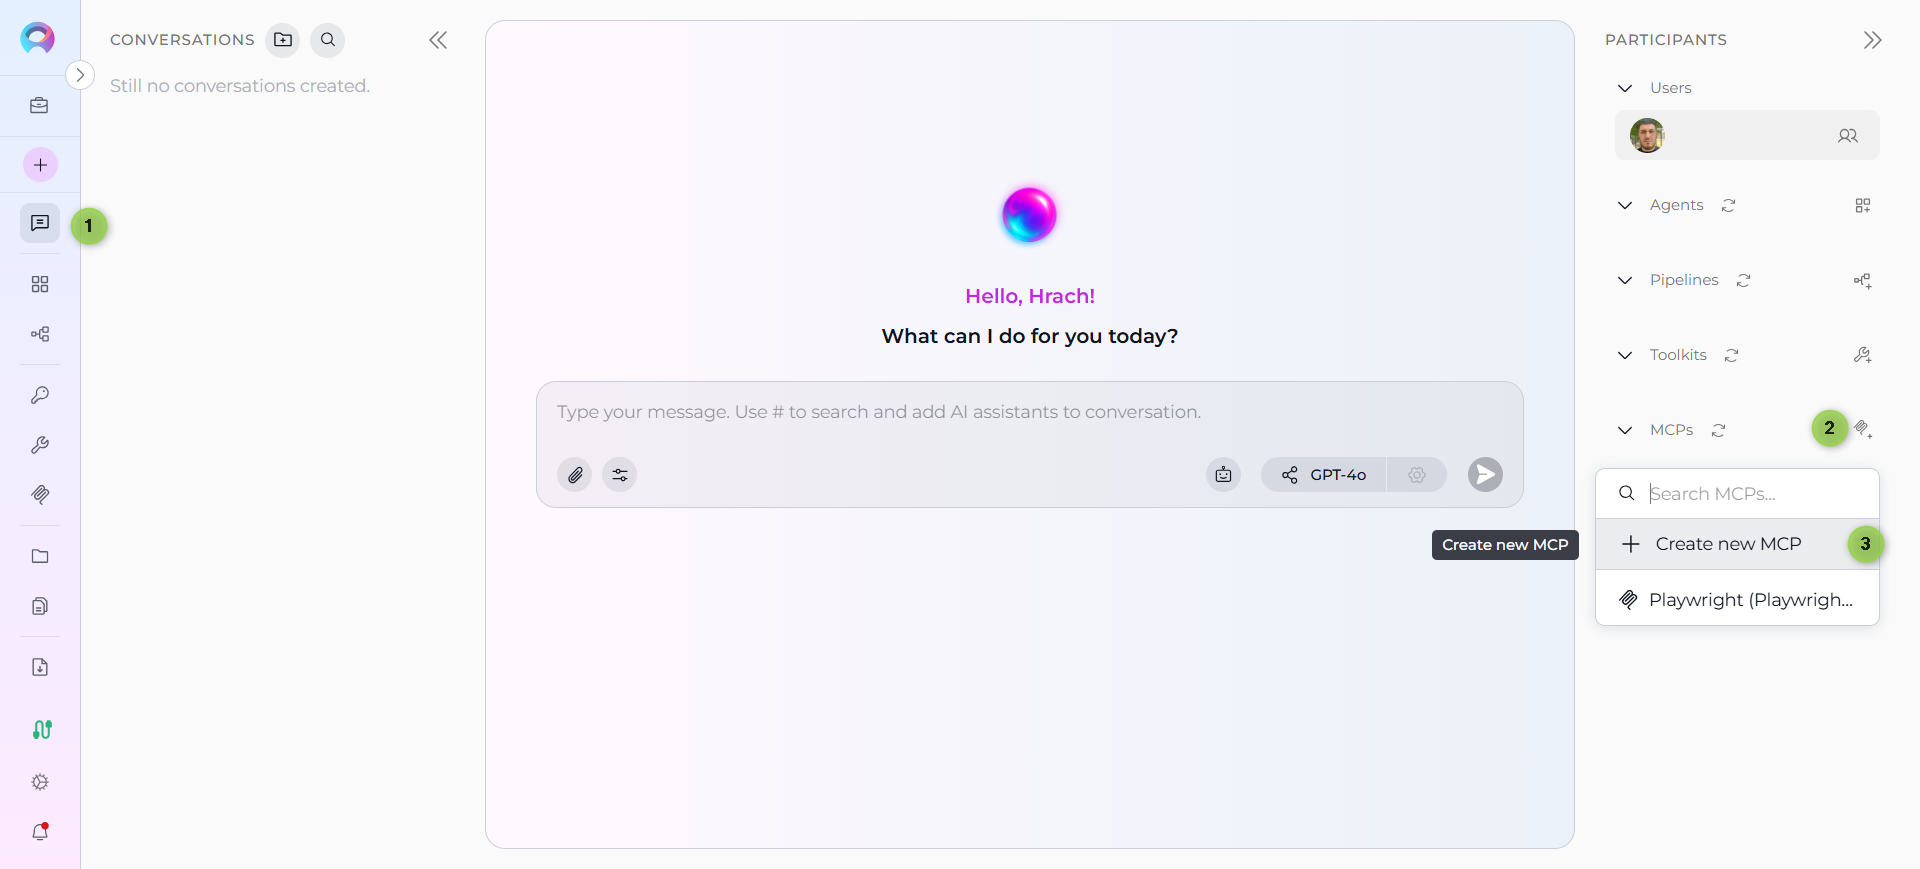 CONVERSATIONS
Still no conversations created.
1
Hello, Hrach!
What can I do for you today?
Type your message. Use # to search and add AI assistants to conversation.
GPT-4o
Create new MCP
PARTICIPANTS
Users
Agents
Pipelines
Toolkits
MCPs
2
Search MCPs...
Create new MCP
3
Playwright (Playwrigh...